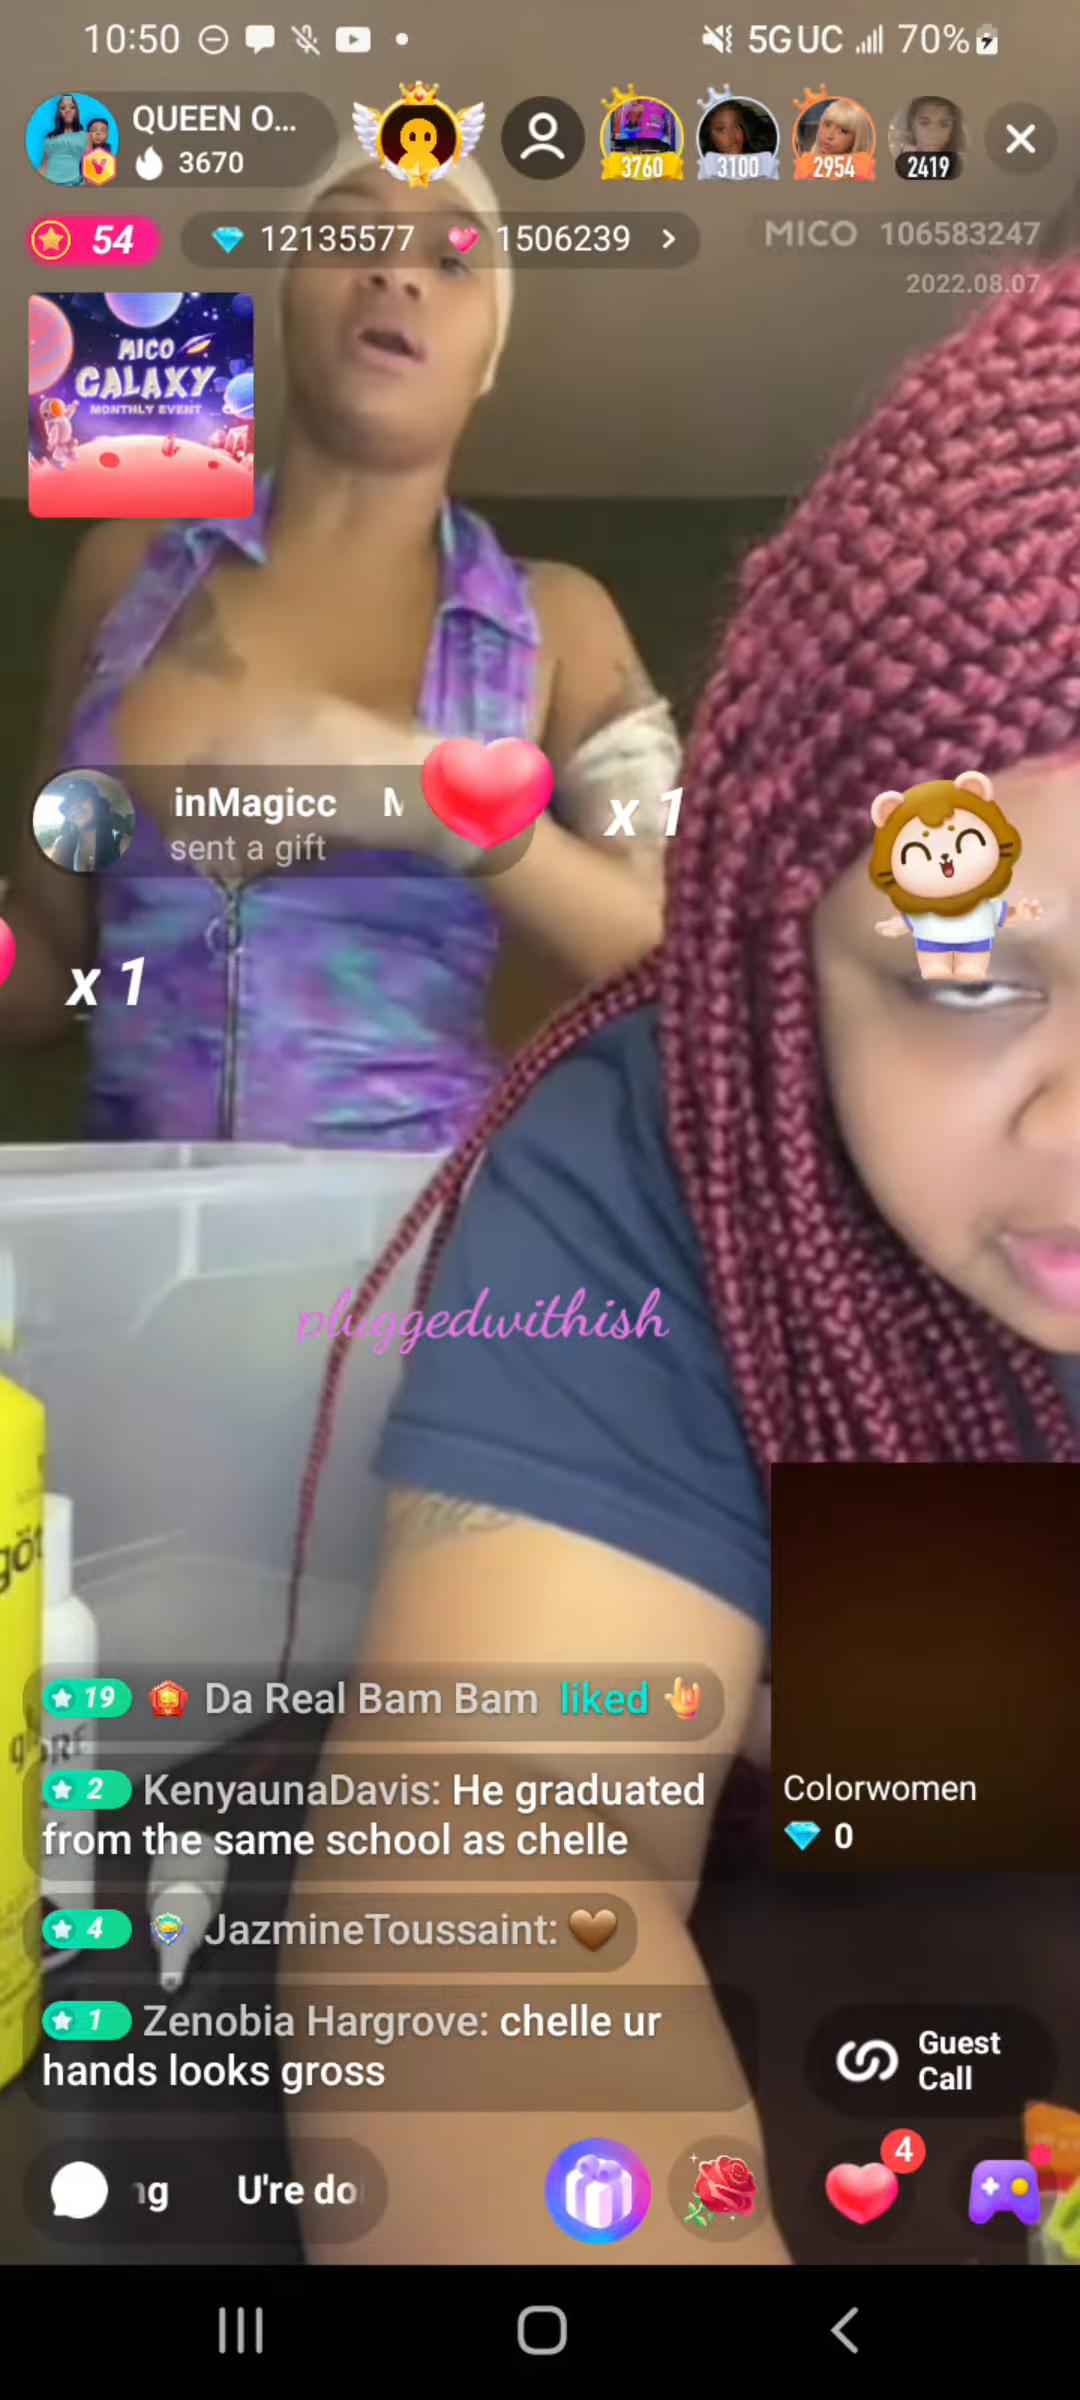 10:50
5G UC 70%
QUEEN O...
3670
3760
3100
2954
2419
54
12135577 1506239 >
MICO 106583247
2022.08.07
MICO
GALAXY
MONTHLY EVENT
inMagicc
sent a gift
x 1
x 1
pluggedwithish
göt
19 Da Real Bam Bam liked
2 KenyaunaDavis: He graduated
from the same school as chelle
Colorwomen
0
4 JazmineToussaint:
1 Zenobia Hargrove: chelle ur
hands looks gross
Guest
Call
4
ng U're do